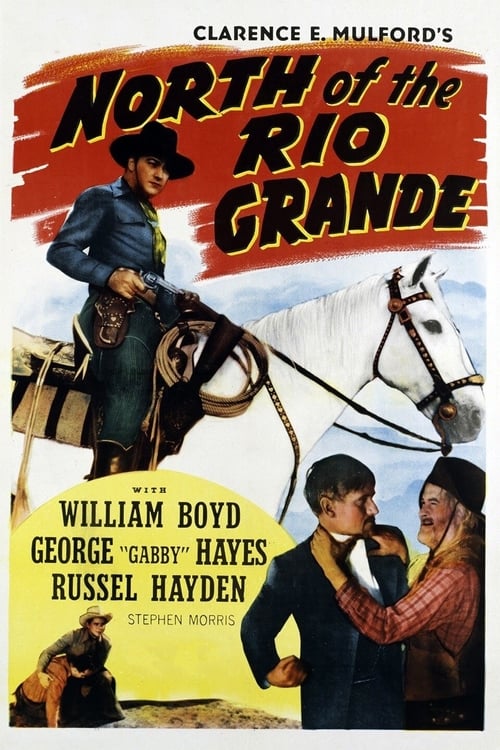 CLARENCE E. MULFORD'S
NORTH of the
RIO
GRANDE
WITH
WILLIAM BOYD
GEORGE "GABBY" HAYES
RUSSEL HAYDEN
STEPHEN MORRIS